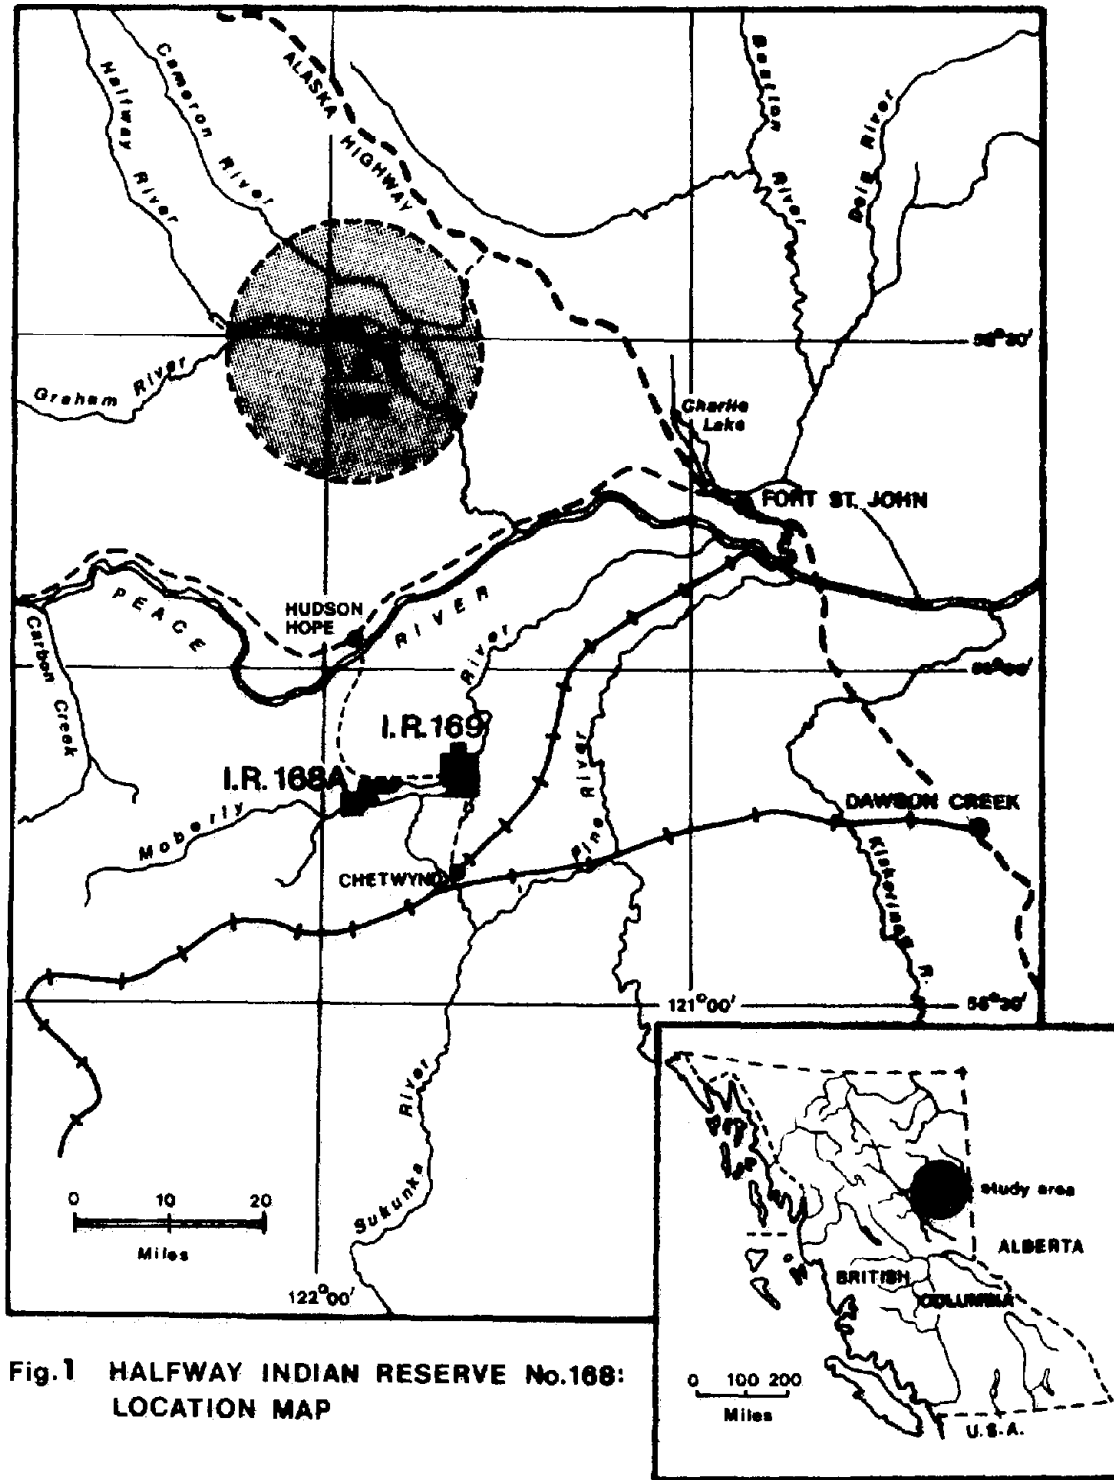 Halfway River
Cameron River
ALASKA HIGHWAY
Beatton River
Doig River
56°30'
Graham River
Charlie
Lake
FORT ST. JOHN
PEACE RIVER
HUDSON
HOPE
Carbon Creek
River
I.R.169
I.R.168A
Moberly
Pine River
DAWSON CREEK
CHETWYND
Kiskatinaw R.
121°00'
0 10 20
Miles
Sukunka River
122°00'
study area
ALBERTA
BRITISH
COLUMBIA
0 100 200
Miles
U.S.A.
Fig.1 HALFWAY INDIAN RESERVE No.168:
LOCATION MAP